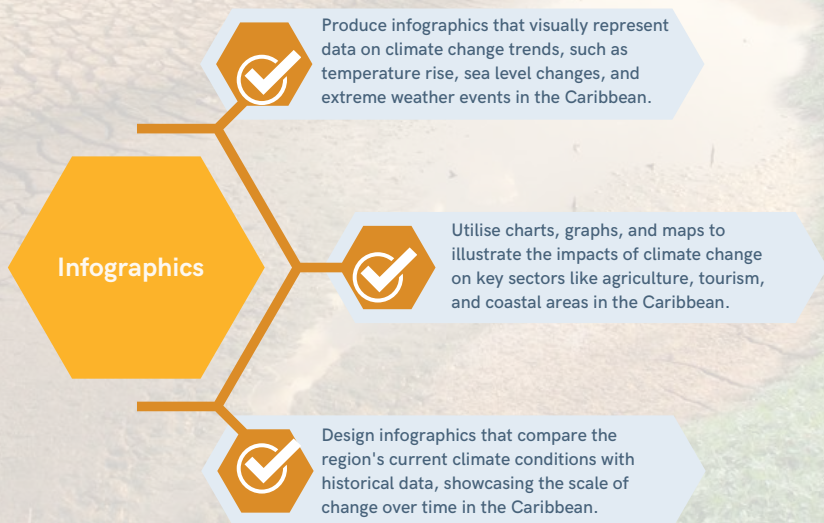 Produce infographics that visually represent
data on climate change trends, such as
temperature rise, sea level changes, and
extreme weather events in the Caribbean.
Infographics
Utilise charts, graphs, and maps to
illustrate the impacts of climate change
on key sectors like agriculture, tourism,
and coastal areas in the Caribbean.
Design infographics that compare the
region's current climate conditions with
historical data, showcasing the scale of
change over time in the Caribbean.